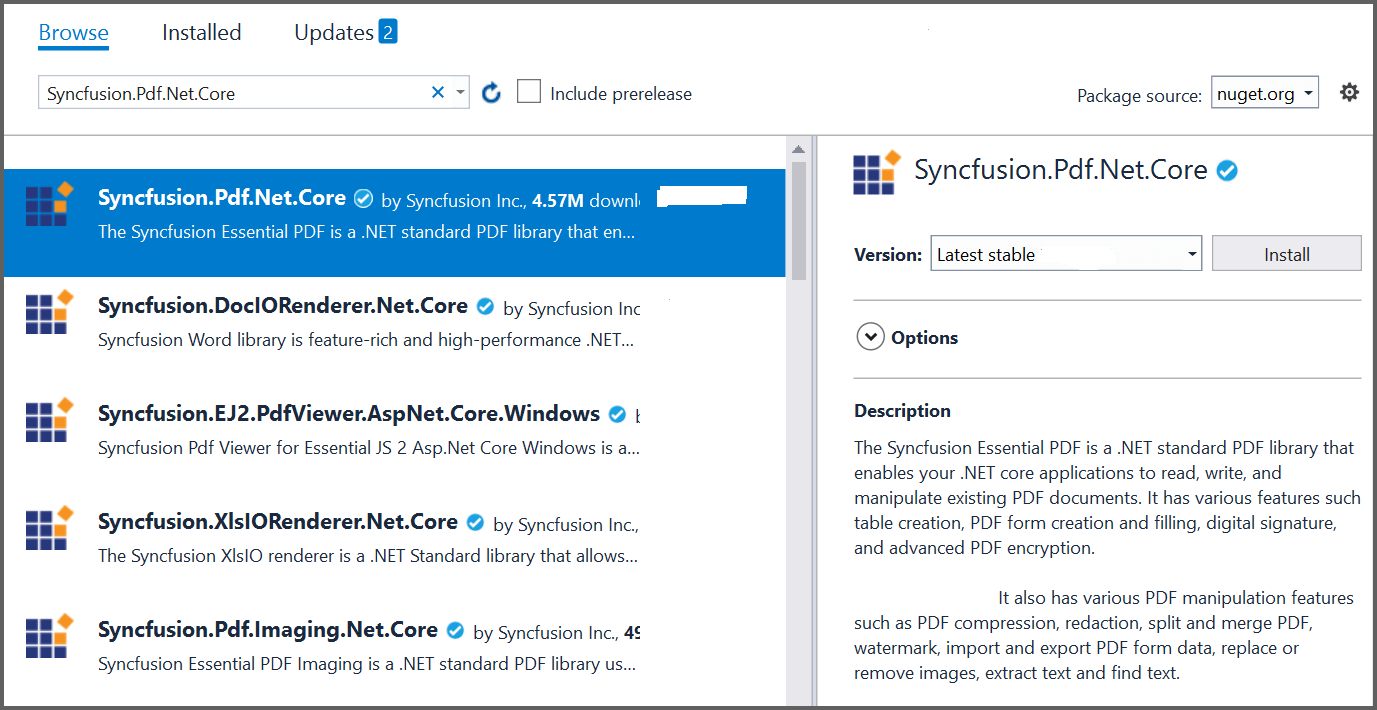 Browse Installed Updates 2
Syncfusion.Pdf.Net.Core Include prerelease Package source: nuget.org
Syncfusion.Pdf.Net.Core by Syncfusion Inc., 4.57M downl
The Syncfusion Essential PDF is a .NET standard PDF library that en...
Syncfusion.DocIORenderer.Net.Core by Syncfusion Inc
Syncfusion Word library is feature-rich and high-performance .NET...
Syncfusion.EJ2.PdfViewer.AspNet.Core.Windows
Syncfusion Pdf Viewer for Essential JS 2 Asp.Net Core Windows is a...
Syncfusion.XlsIORenderer.Net.Core by Syncfusion Inc.,
The Syncfusion XlsIO renderer is a .NET Standard library that allows...
Syncfusion.Pdf.Imaging.Net.Core by Syncfusion Inc., 49
Syncfusion Essential PDF Imaging is a .NET standard PDF library us...
Syncfusion.Pdf.Net.Core
Version: Latest stable Install
Options
Description
The Syncfusion Essential PDF is a .NET standard PDF library that
enables your .NET core applications to read, write, and
manipulate existing PDF documents. It has various features such
table creation, PDF form creation and filling, digital signature,
and advanced PDF encryption.
It also has various PDF manipulation features
such as PDF compression, redaction, split and merge PDF,
watermark, import and export PDF form data, replace or
remove images, extract text and find text.